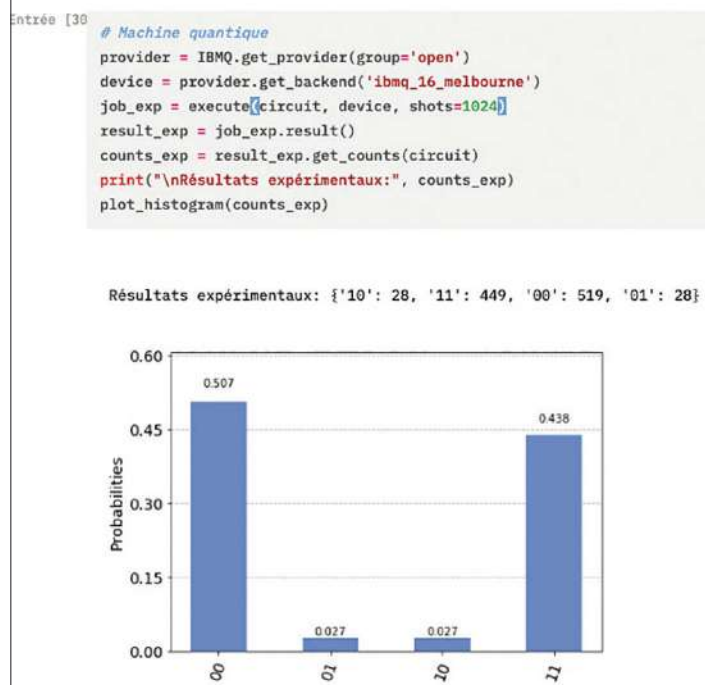 Entrée [30
# Machine quantique
provider = IBMQ.get_provider(group='open')
device = provider.get_backend('ibmq_16_melbourne')
job_exp = execute(circuit, device, shots=1024)
result_exp = job_exp.result()
counts_exp = result_exp.get_counts(circuit)
print("\nRésultats expérimentaux:", counts_exp)
plot_histogram(counts_exp)
Résultats expérimentaux: {'10': 28, '11': 449, '00': 519, '01': 28}
0.60
0.507
0.45
0.438
Probabilities
0.30
0.15
0.027 0.027
0.00
00 01 10 11